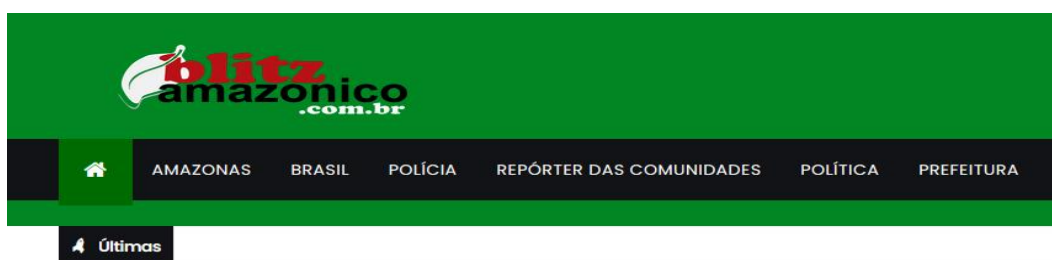 blitz
amazonico
.com.br
AMAZONAS BRASIL POLÍCIA REPÓRTER DAS COMUNIDADES POLÍTICA PREFEITURA
Últimas